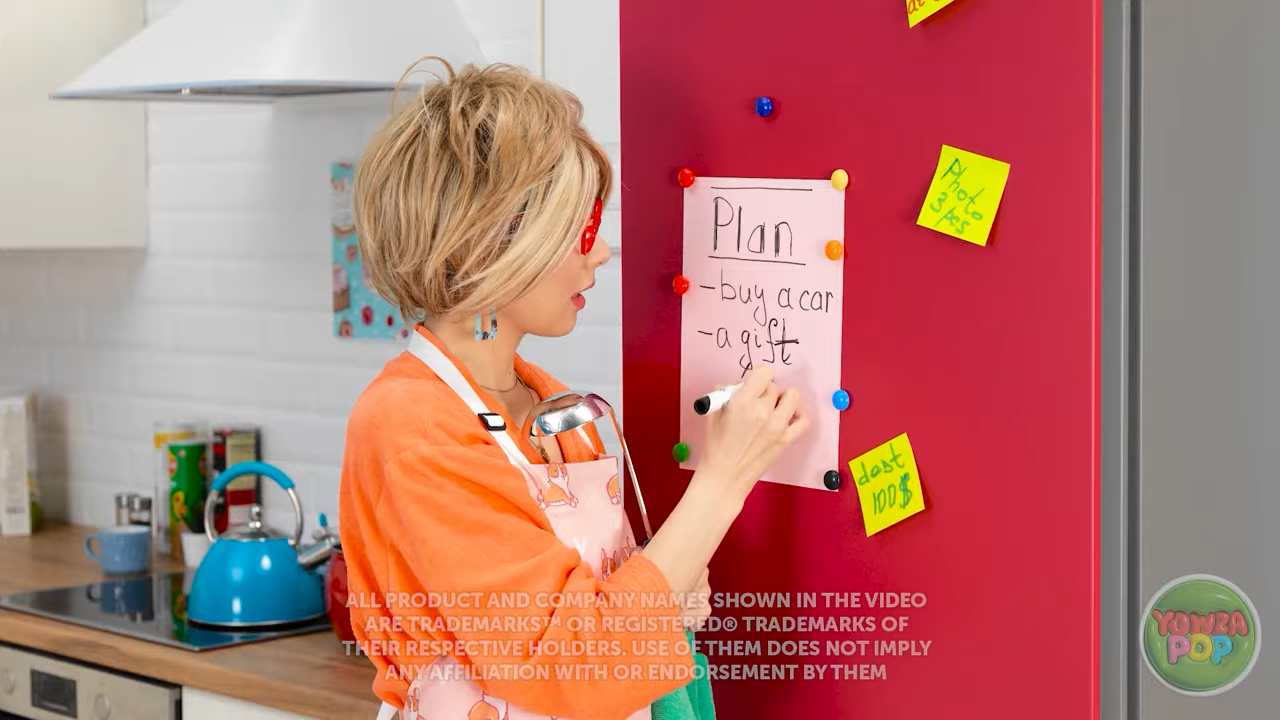 Plan
-buy a car
-a gift
Photo
3pcs
dest
100$
ALL PRODUCT AND COMPANY NAMES SHOWN IN THE VIDEO
ARE TRADEMARKS™ OR REGISTERED® TRADEMARKS OF
THEIR RESPECTIVE HOLDERS. USE OF THEM DOES NOT IMPLY
ANY AFFILIATION WITH OR ENDORSEMENT BY THEM
YOWZA
POP